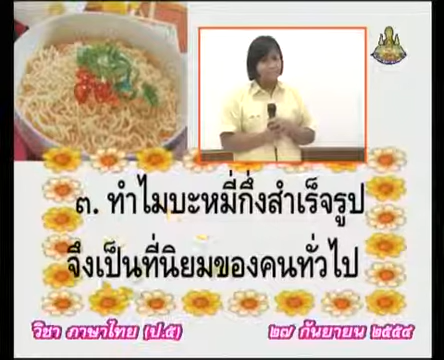 ๓. ทำไมบะหมี่กึ่งสำเร็จรูป
จึงเป็นที่นิยมของคนทั่วไป
วิชา ภาษาไทย (ป.๕)
๒๗ กันยายน ๒๕๕๔